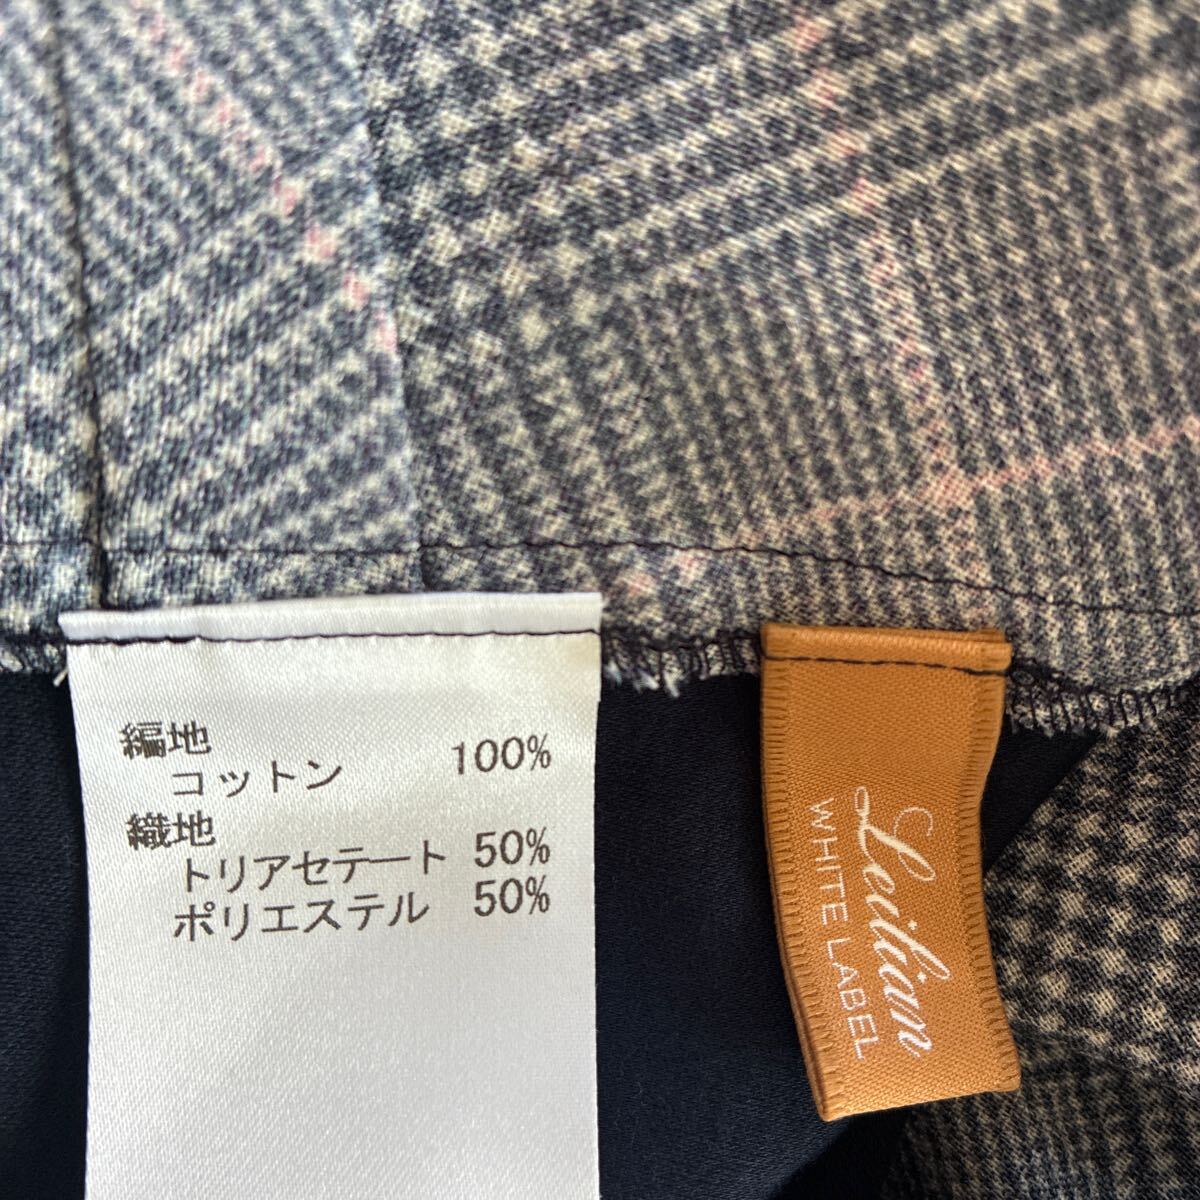 編地
コットン 100%
織地
トリアセテート 50%
ポリエステル 50%
Leilian
WHITE LABEL